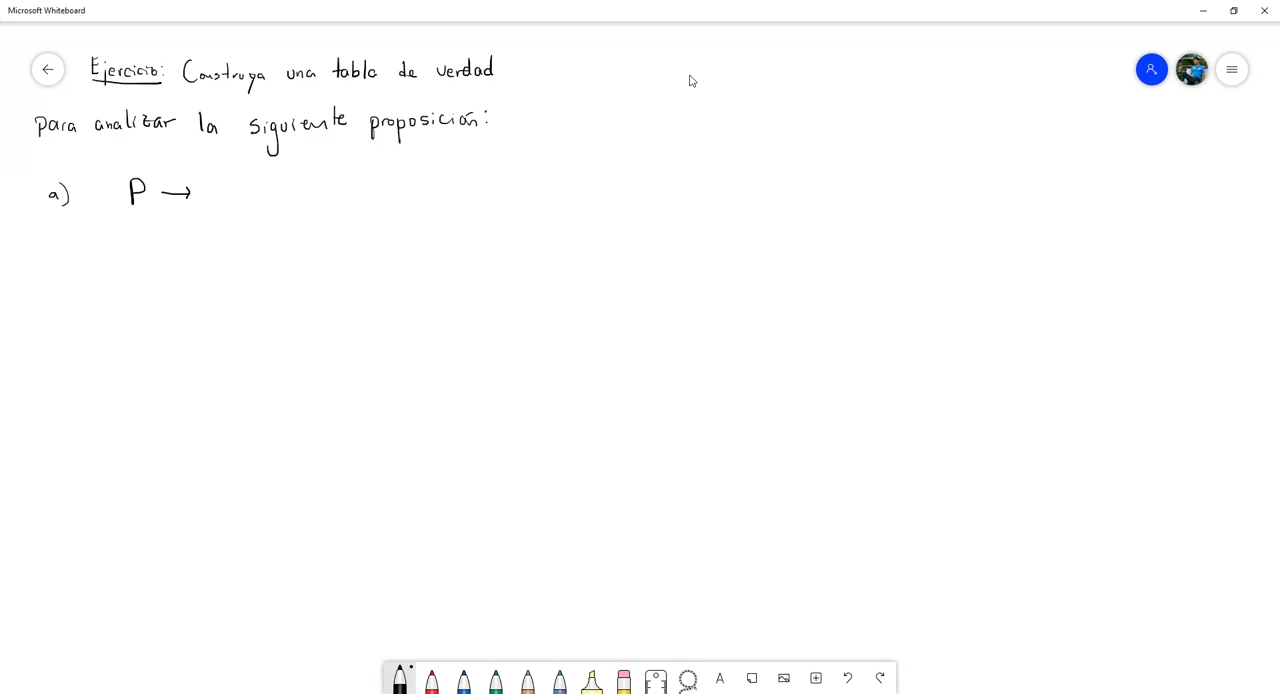 Microsoft Whiteboard
Ejercicio: Construya una tabla de verdad
para analizar la siguiente proposición:
a) P →